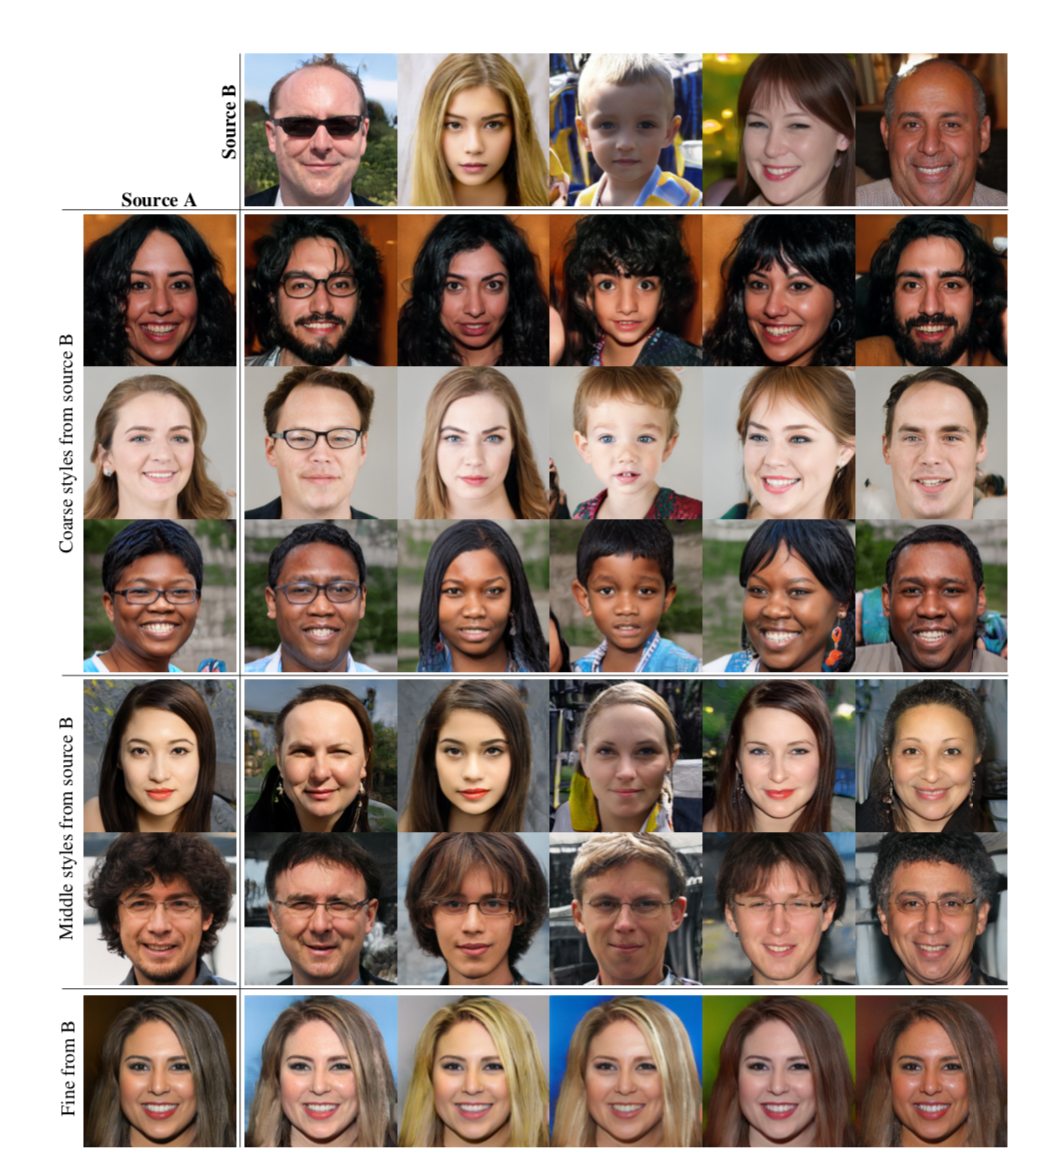 Source B
Source A
Coarse styles from source B
Middle styles from source B
Fine from B